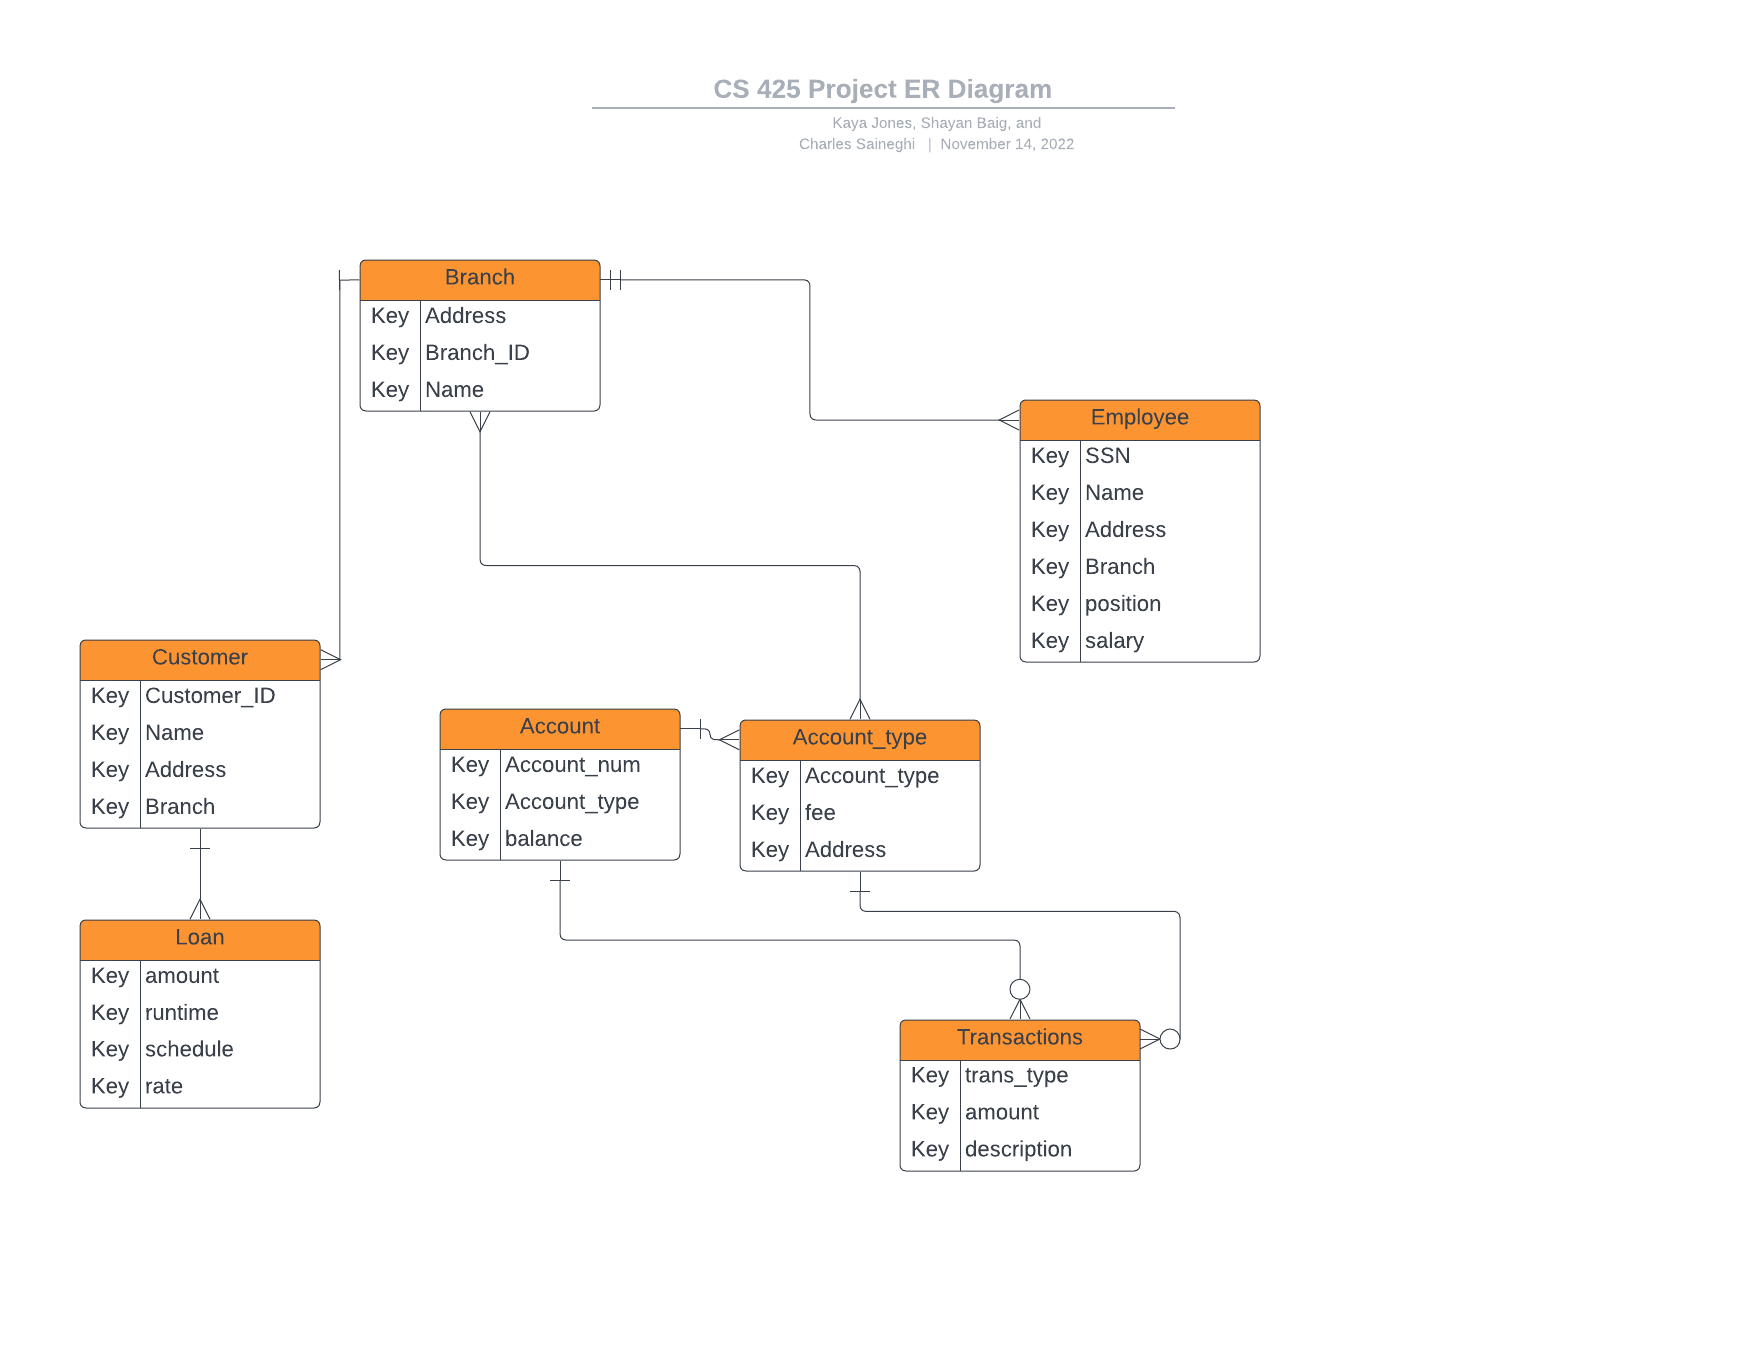 CS 425 Project ER Diagram
Kaya Jones, Shayan Baig, and
Charles Saineghi | November 14, 2022
Branch
Key Address
Key Branch_ID
Key Name
Employee
Key SSN
Key Name
Key Address
Key Branch
Key position
Key salary
Customer
Key Customer_ID
Key Name
Key Address
Key Branch
Account
Key Account_num
Key Account_type
Key balance
Account_type
Key Account_type
Key fee
Key Address
Loan
Key amount
Key runtime
Key schedule
Key rate
Transactions
Key trans_type
Key amount
Key description